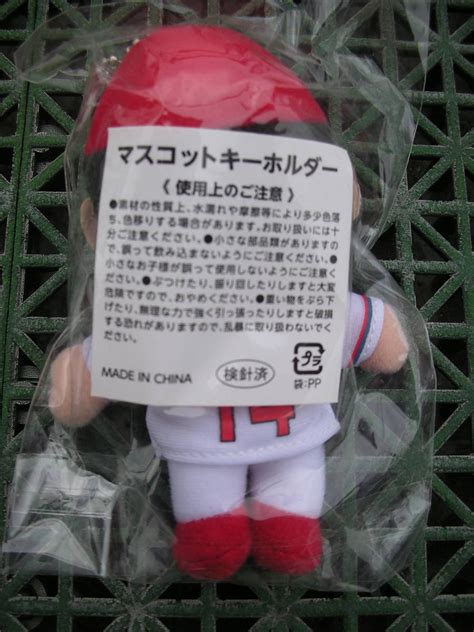 マスコットキーホルダー
《 使用上のご注意 》
●素材の性質上、水濡れや摩擦等により多少色落
ち、色移りする場合があります。お取り扱いには十
分ご注意ください。●小さな部品類がありますの
で、誤って飲み込まないようにご注意ください。●
小さなお子様が誤って使用しないようにご注意くだ
さい。●ぶつけたり、振り回したりしますと大変
危険ですので、おやめください。●重い物をぶら下
げたり、無理な力で強く引っ張ったりしますと破損
する恐れがありますので、乱暴に取り扱わないでく
ださい。
プラ
MADE IN CHINA
検針済
袋:PP
14